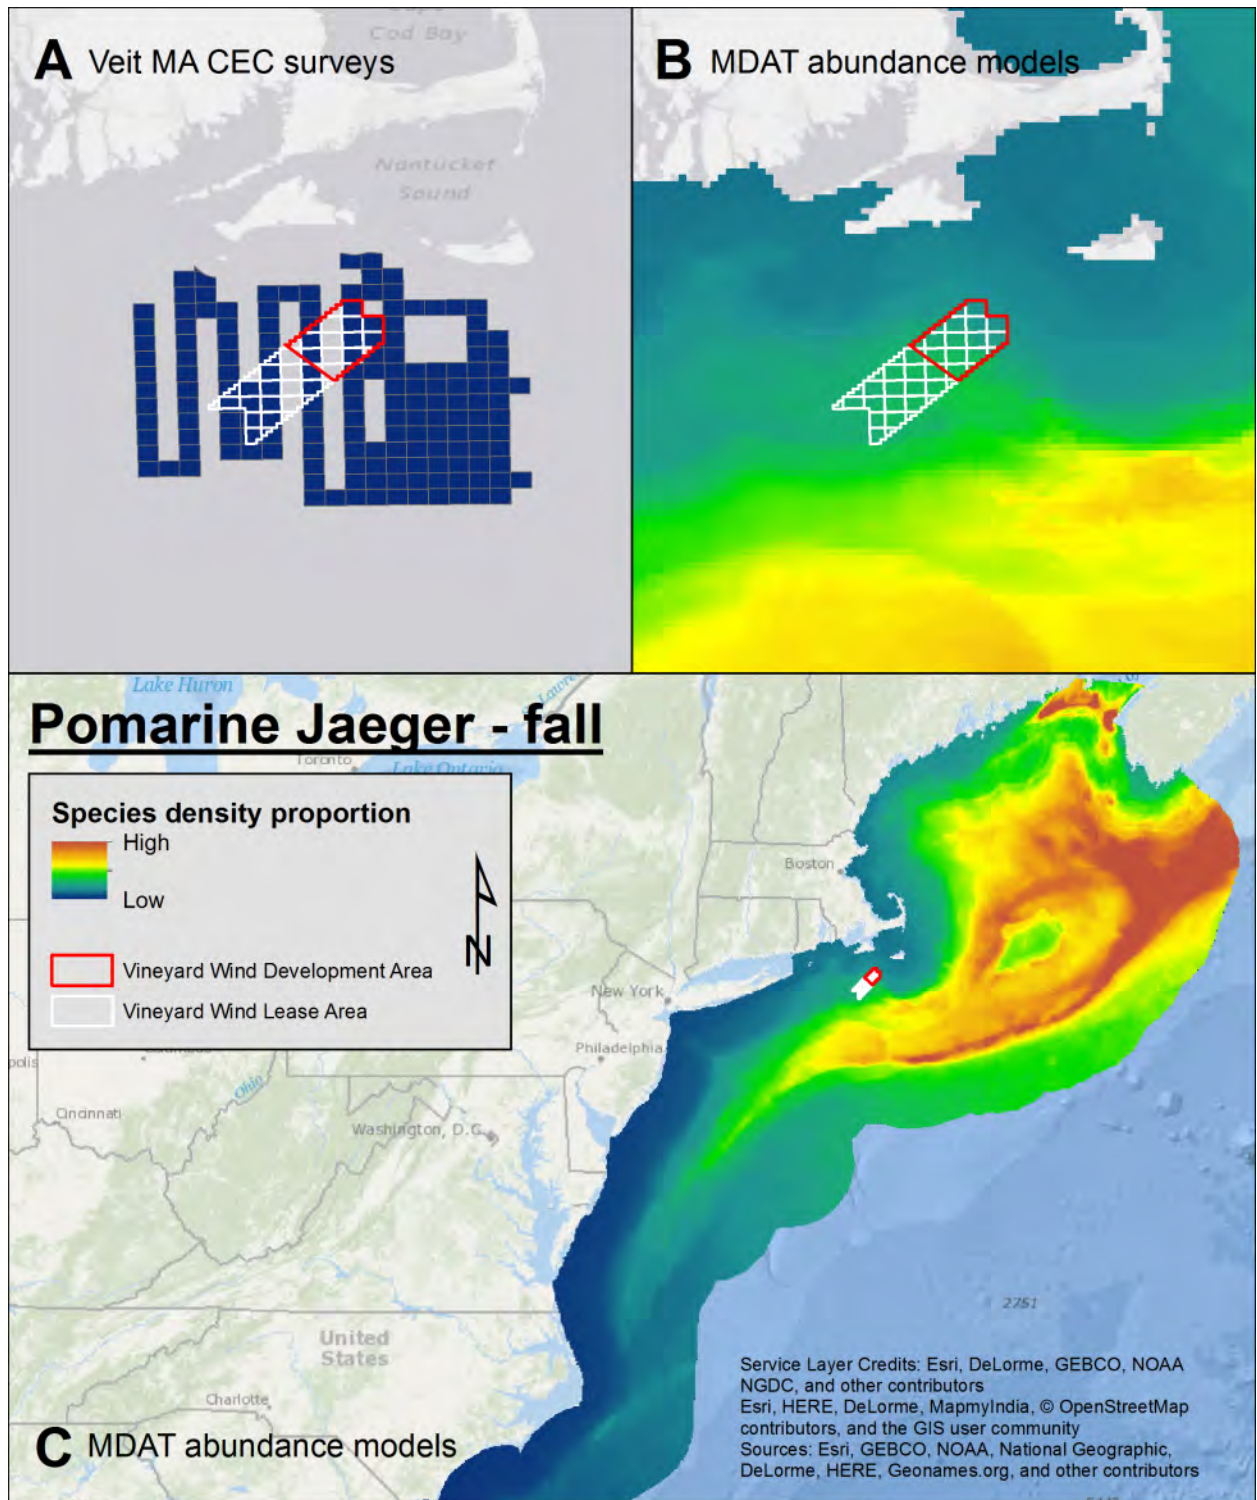 Cape
Cod Bay
A Veit MA CEC surveys
B MDAT abundance models
Nantucket
Sound
Lake Huron
Pomarine Jaeger - fall
Toronto
Lake Ontario
Species density proportion
High
Low
N
Vineyard Wind Development Area
Vineyard Wind Lease Area
Boston
New York
Philadelphia
Ohio
Cincinnati
Washington, D.C.
2751
United
States
Charlotte
C MDAT abundance models
Service Layer Credits: Esri, DeLorme, GEBCO, NOAA
NGDC, and other contributors
Esri, HERE, DeLorme, MapmyIndia, © OpenStreetMap
contributors, and the GIS user community
Sources: Esri, GEBCO, NOAA, National Geographic,
DeLorme, HERE, Geonames.org, and other contributors